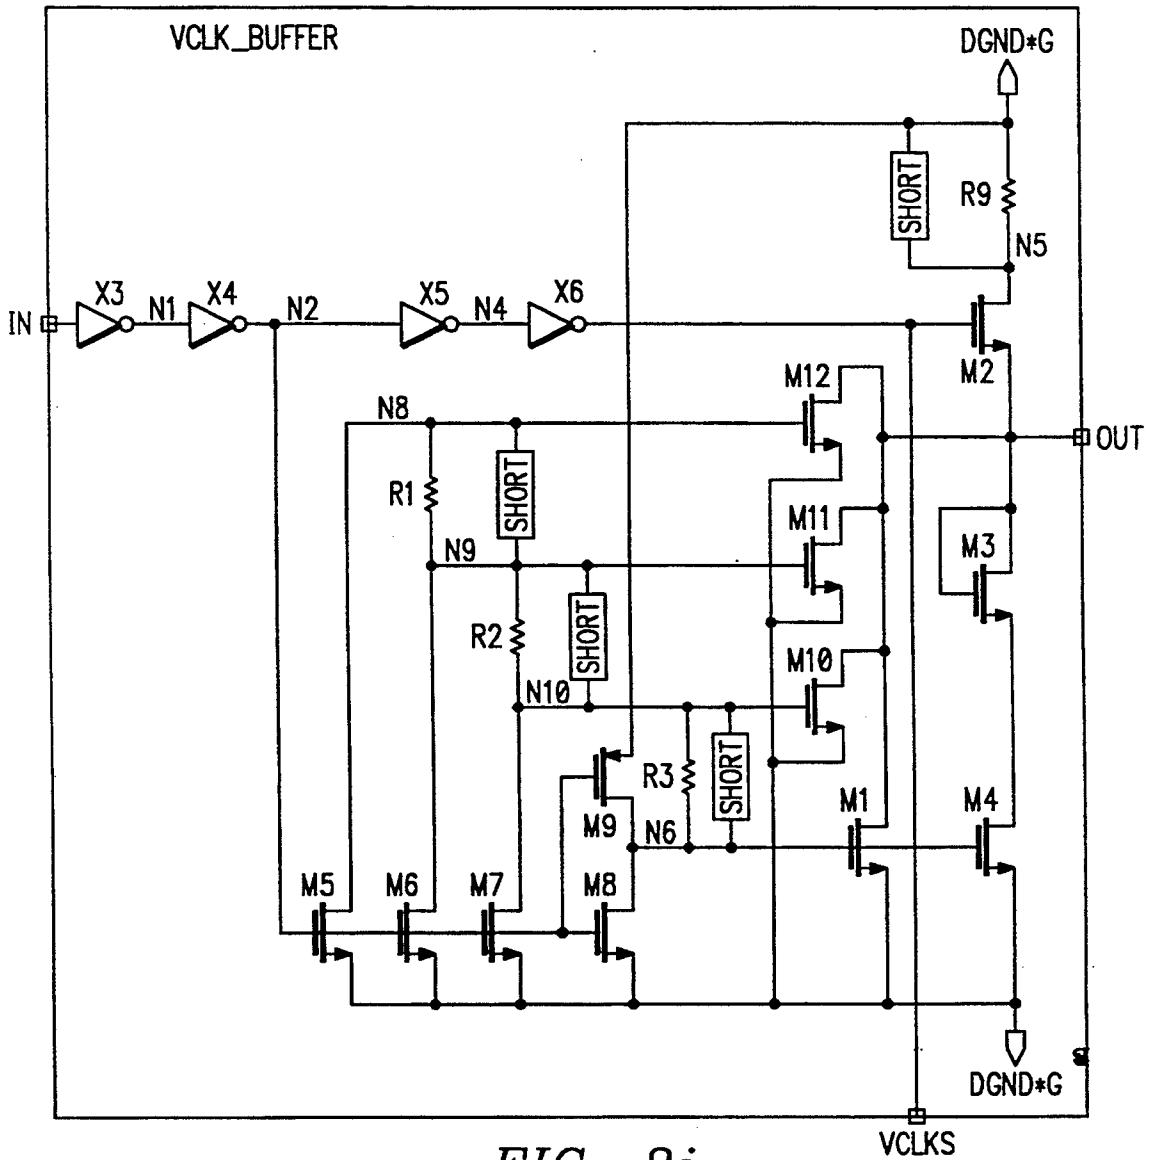 VCLK_BUFFER
DGND*G
SHORT
R9
N5
IN
X3
N1
X4
N2
X5
N4
X6
M2
M12
N8
OUT
R1
SHORT
M11
M3
N9
R2
SHORT
M10
N10
R3
SHORT
M9
N6
M1
M4
M5
M6
M7
M8
DGND*G
VCLKS